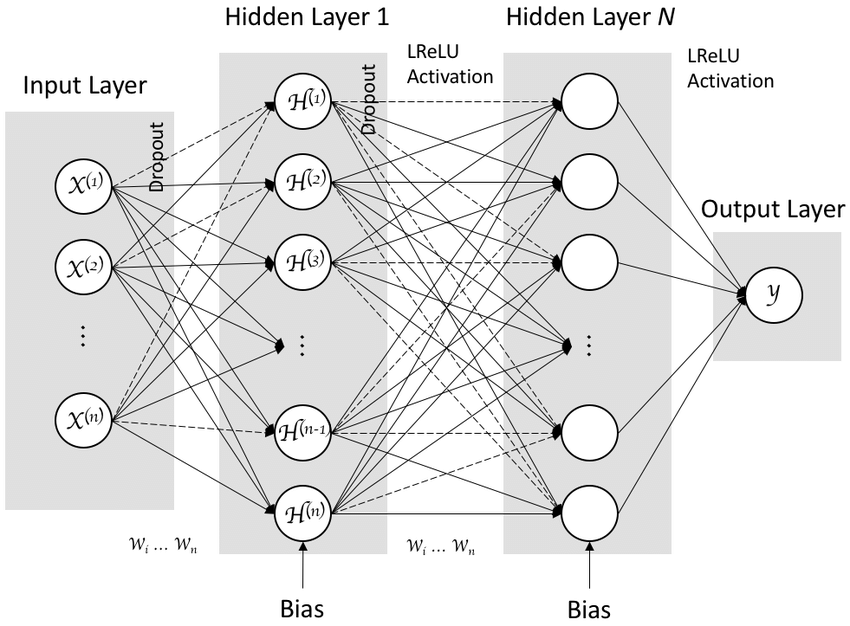 Hidden Layer 1
Hidden Layer N
LReLU
Activation
LReLU
Activation
Input Layer
Dropout
Dropout
Output Layer
X(1)
X(2)
⋮
X(n)
H(1)
H(2)
H(3)
⋮
H(n-1)
H(n)
⋮
y
Wi ... Wn
Wi ... Wn
Bias
Bias